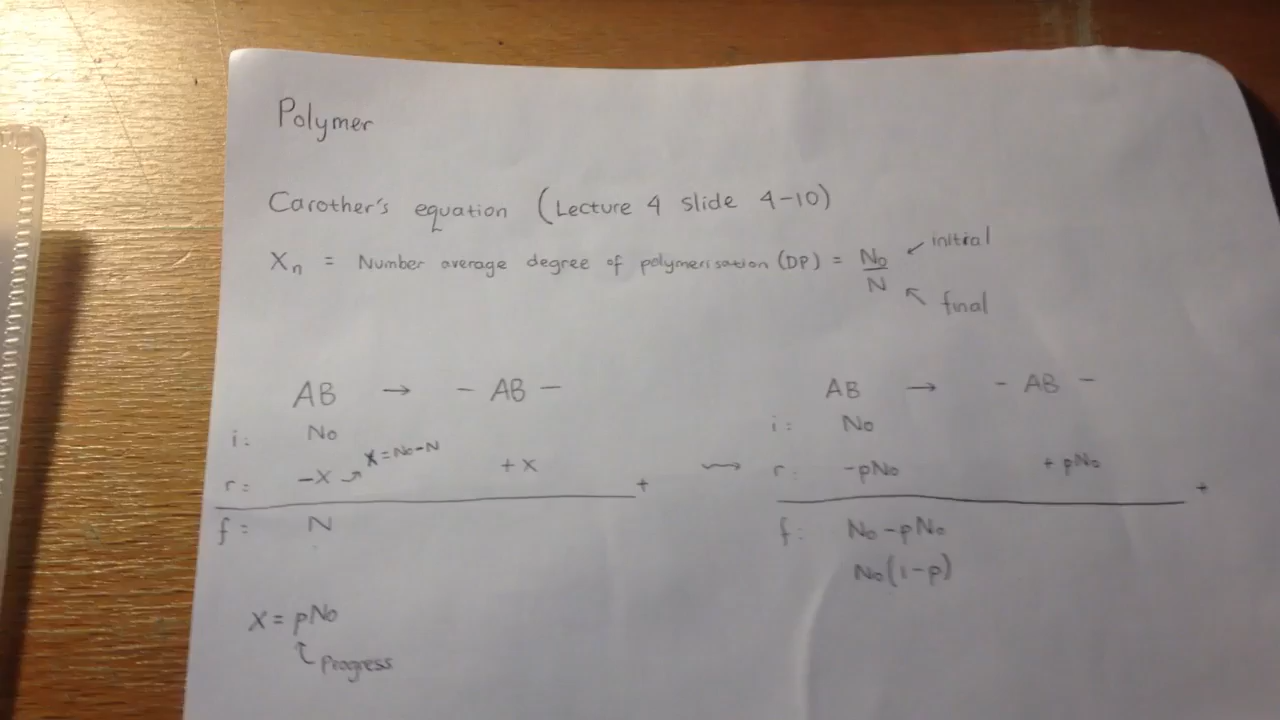 Polymer
Carother's equation (Lecture 4 slide 4-10)
Xn = Number average degree of polymerisation (DP) = No/N
initial
final
AB → - AB -
i: No
r: -X X = No-N +X +
f: N
X = pNo
Progress
AB → - AB -
i: No
r: -pNo +pNo +
f: No - pNo
No(1-p)